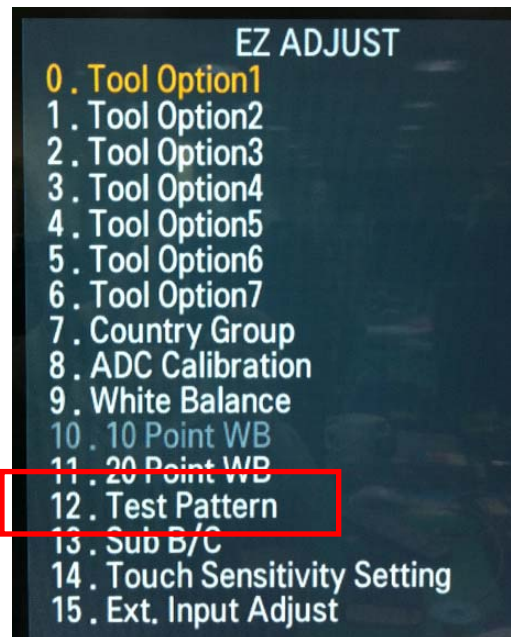 EZ ADJUST
0 . Tool Option1
1 . Tool Option2
2 . Tool Option3
3 . Tool Option4
4 . Tool Option5
5 . Tool Option6
6 . Tool Option7
7 . Country Group
8 . ADC Calibration
9 . White Balance
10 . 10 Point WB
11 . 20 Point WB
12 . Test Pattern
13 . Sub B/C
14 . Touch Sensitivity Setting
15 . Ext. Input Adjust